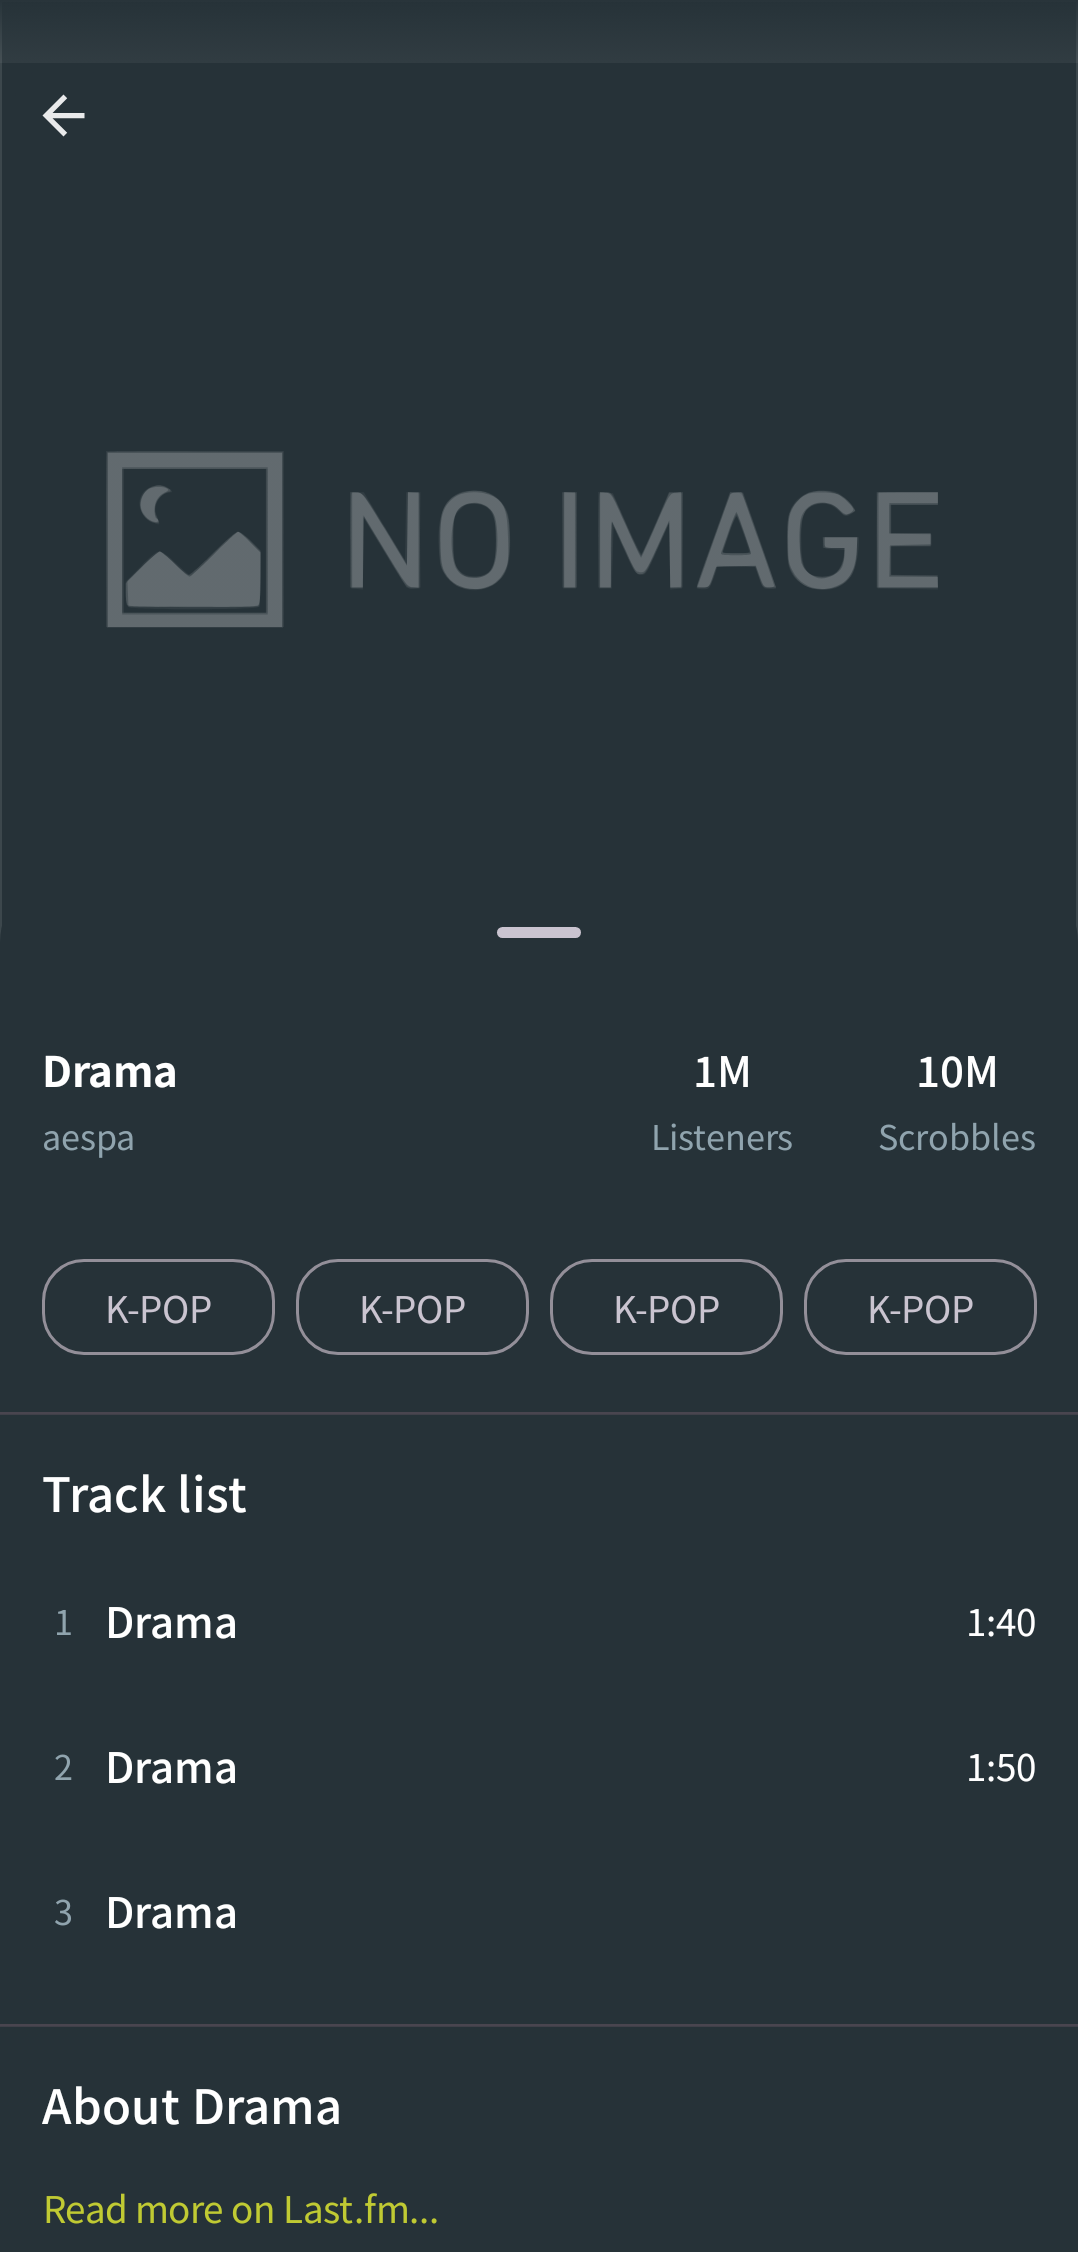 NO IMAGE
Drama 1M 10M
aespa Listeners Scrobbles
K-POP K-POP K-POP K-POP
Track list
1 Drama 1:40
2 Drama 1:50
3 Drama
About Drama
Read more on Last.fm...